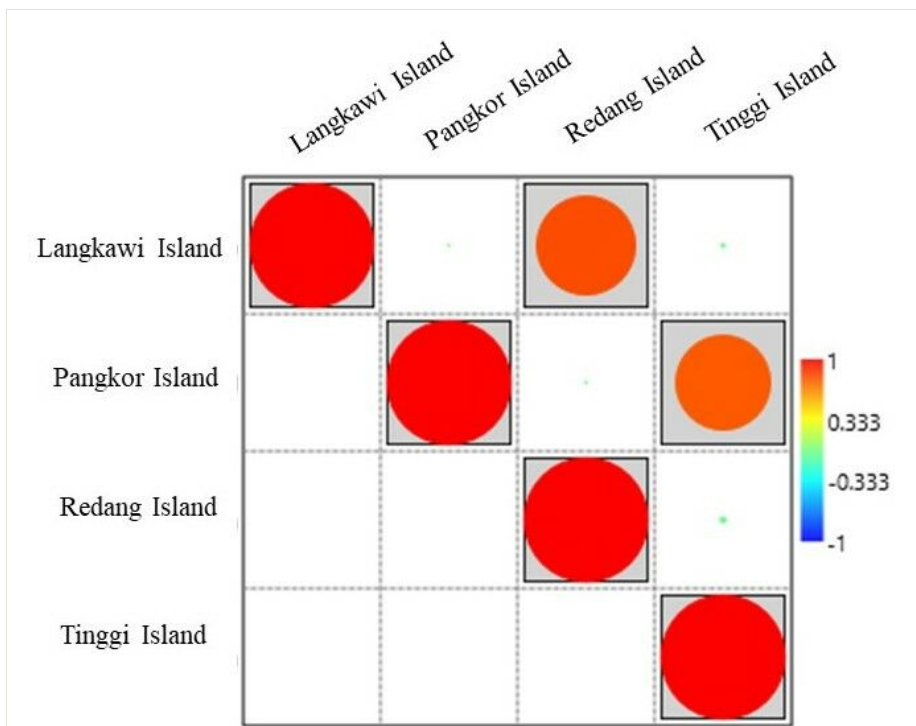 Langkawi Island
Pangkor Island
Redang Island
Tinggi Island
Langkawi Island
Pangkor Island
Redang Island
Tinggi Island
1
0.333
-0.333
-1